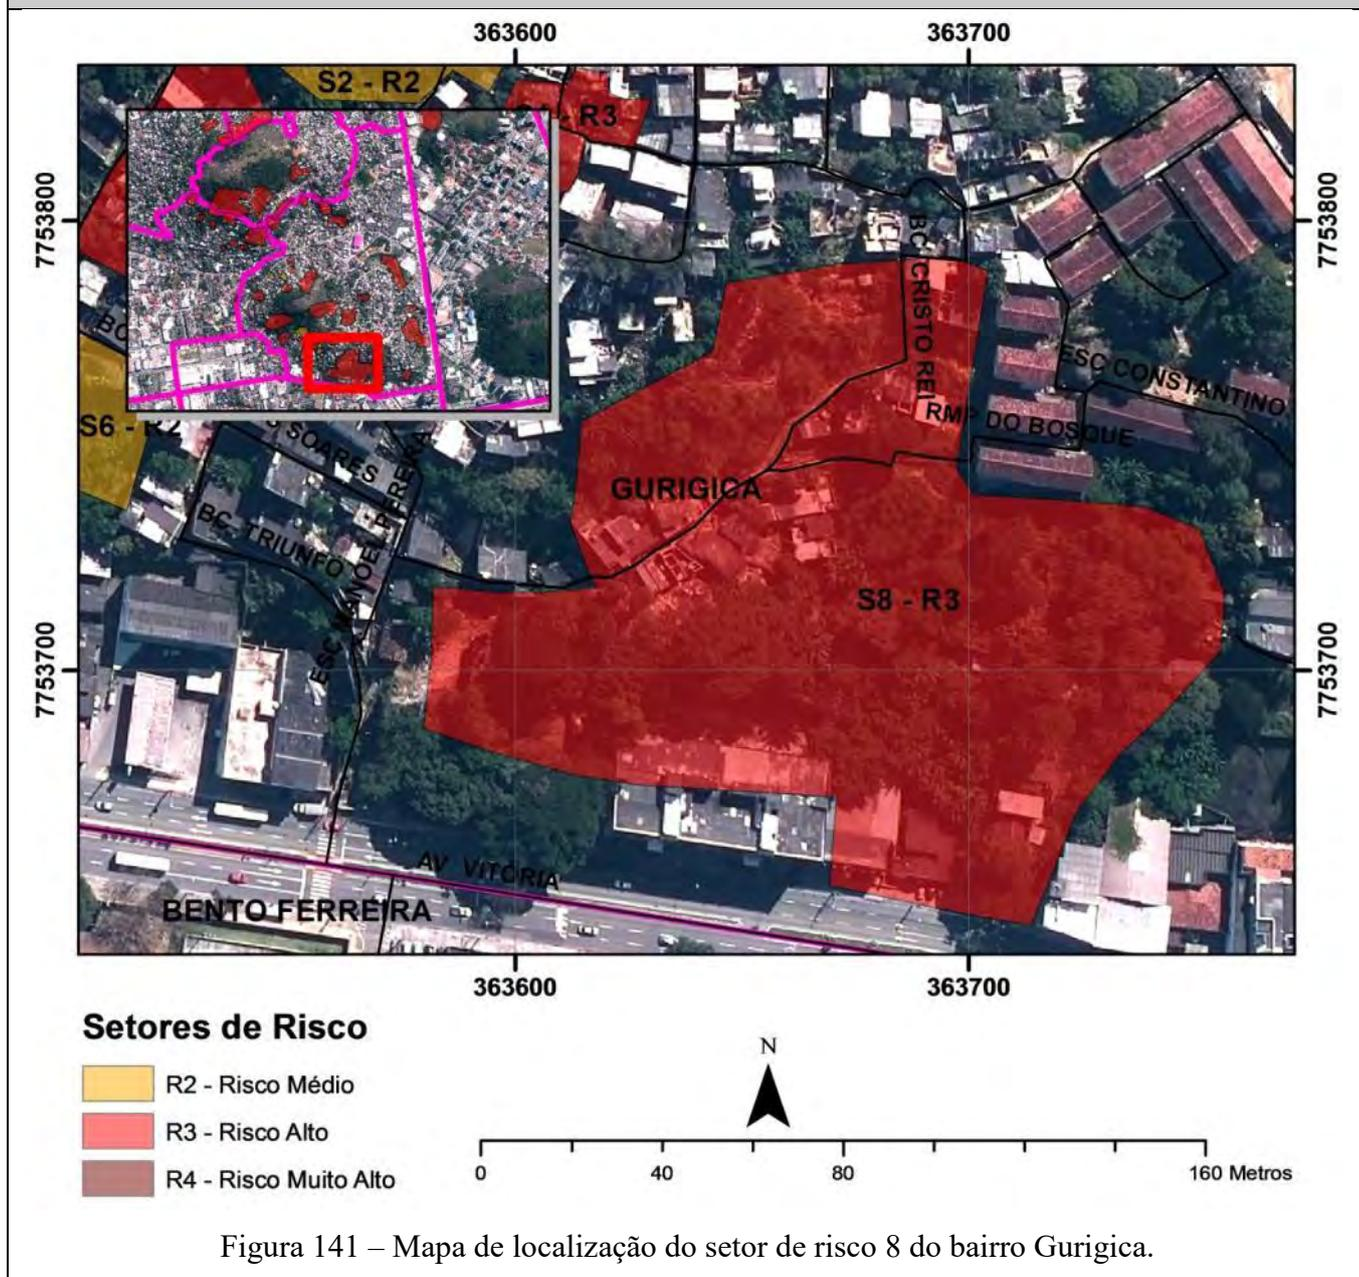 363600 363700
S2 - R2
- R3
7753800
7753800
BC CRISTO REI
BC
ESC CONSTANTINO
RMP DO BOSQUE
S6 - R2
SOARES
GURIGICA
BC TRIUNFO
ESC MANOEL P FREIRA
S8 - R3
7753700
7753700
AV VITÓRIA
BENTO FERREIRA
363600 363700
Setores de Risco
R2 - Risco Médio
R3 - Risco Alto
R4 - Risco Muito Alto
N
0 40 80 160 Metros
Figura 141 – Mapa de localização do setor de risco 8 do bairro Gurigica.